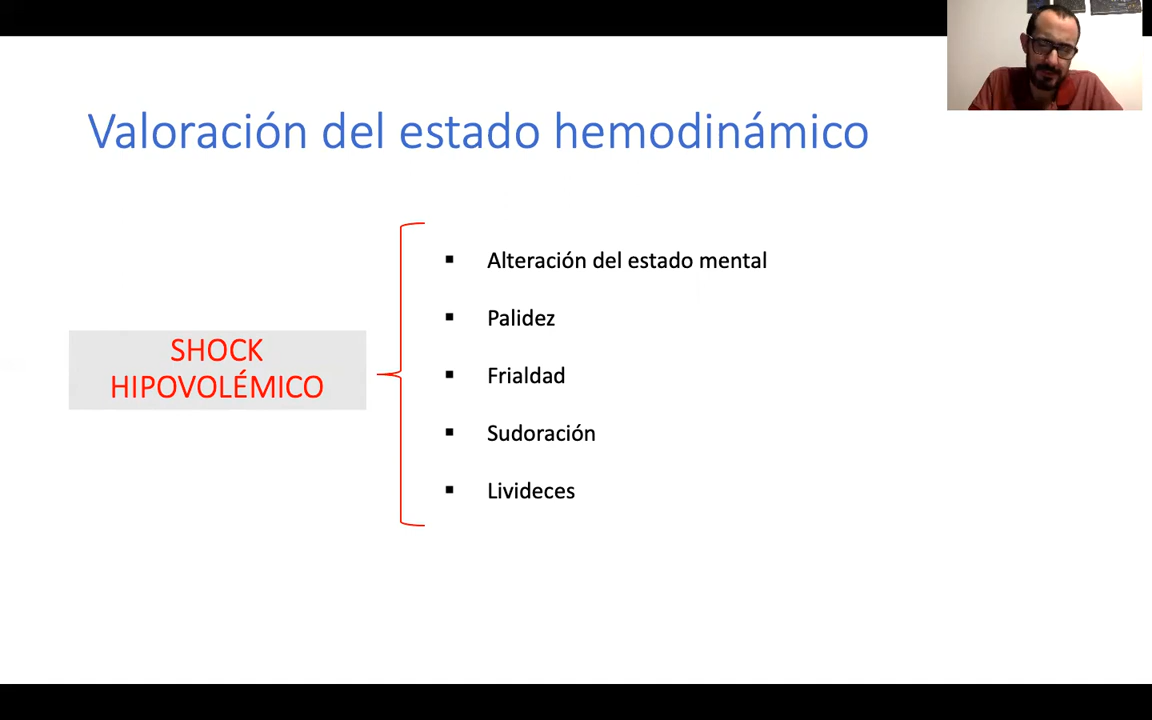 Valoración del estado hemodinámico
SHOCK
HIPOVOLÉMICO
▪ Alteración del estado mental
▪ Palidez
▪ Frialdad
▪ Sudoración
▪ Livideces